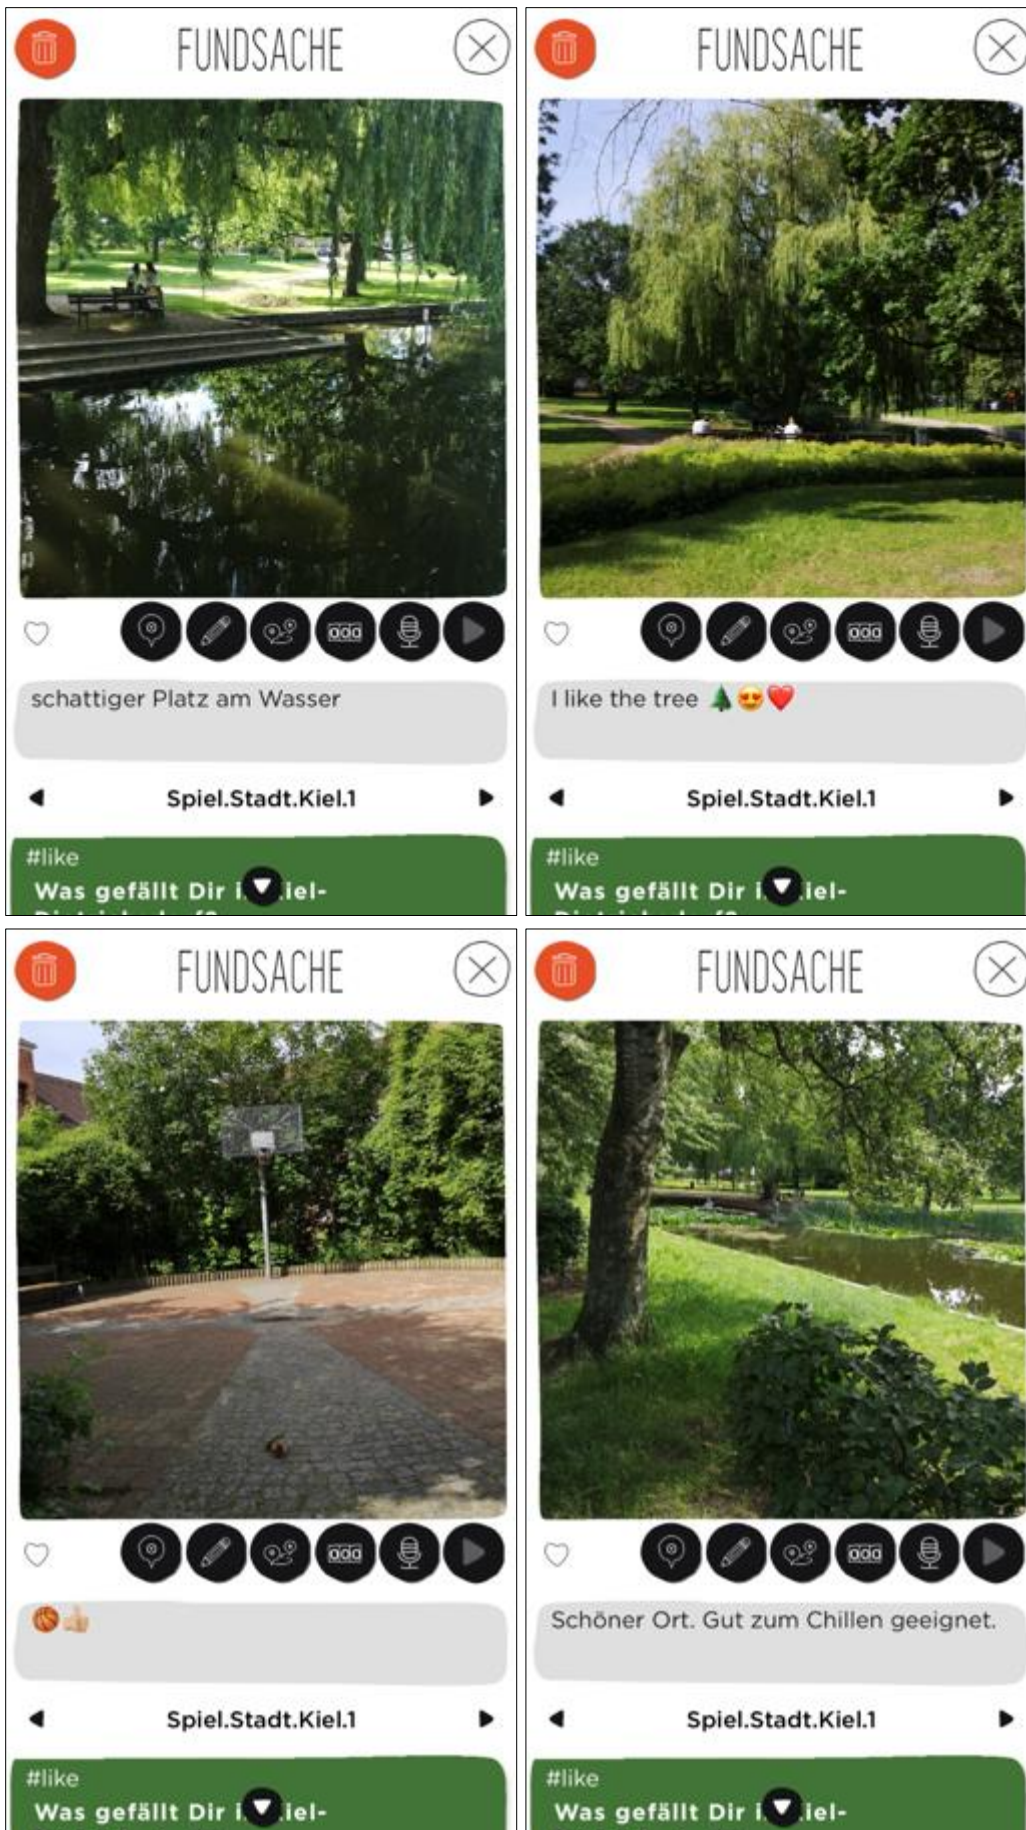 FUNDSACHE
schattiger Platz am Wasser
Spiel.Stadt.Kiel.1
#like
Was gefällt Dir i iel-
FUNDSACHE
I like the tree 🌲😍❤️
Spiel.Stadt.Kiel.1
#like
Was gefällt Dir i iel-
FUNDSACHE
🏀👍🏼
Spiel.Stadt.Kiel.1
#like
Was gefällt Dir i iel-
FUNDSACHE
Schöner Ort. Gut zum Chillen geeignet.
Spiel.Stadt.Kiel.1
#like
Was gefällt Dir i iel-